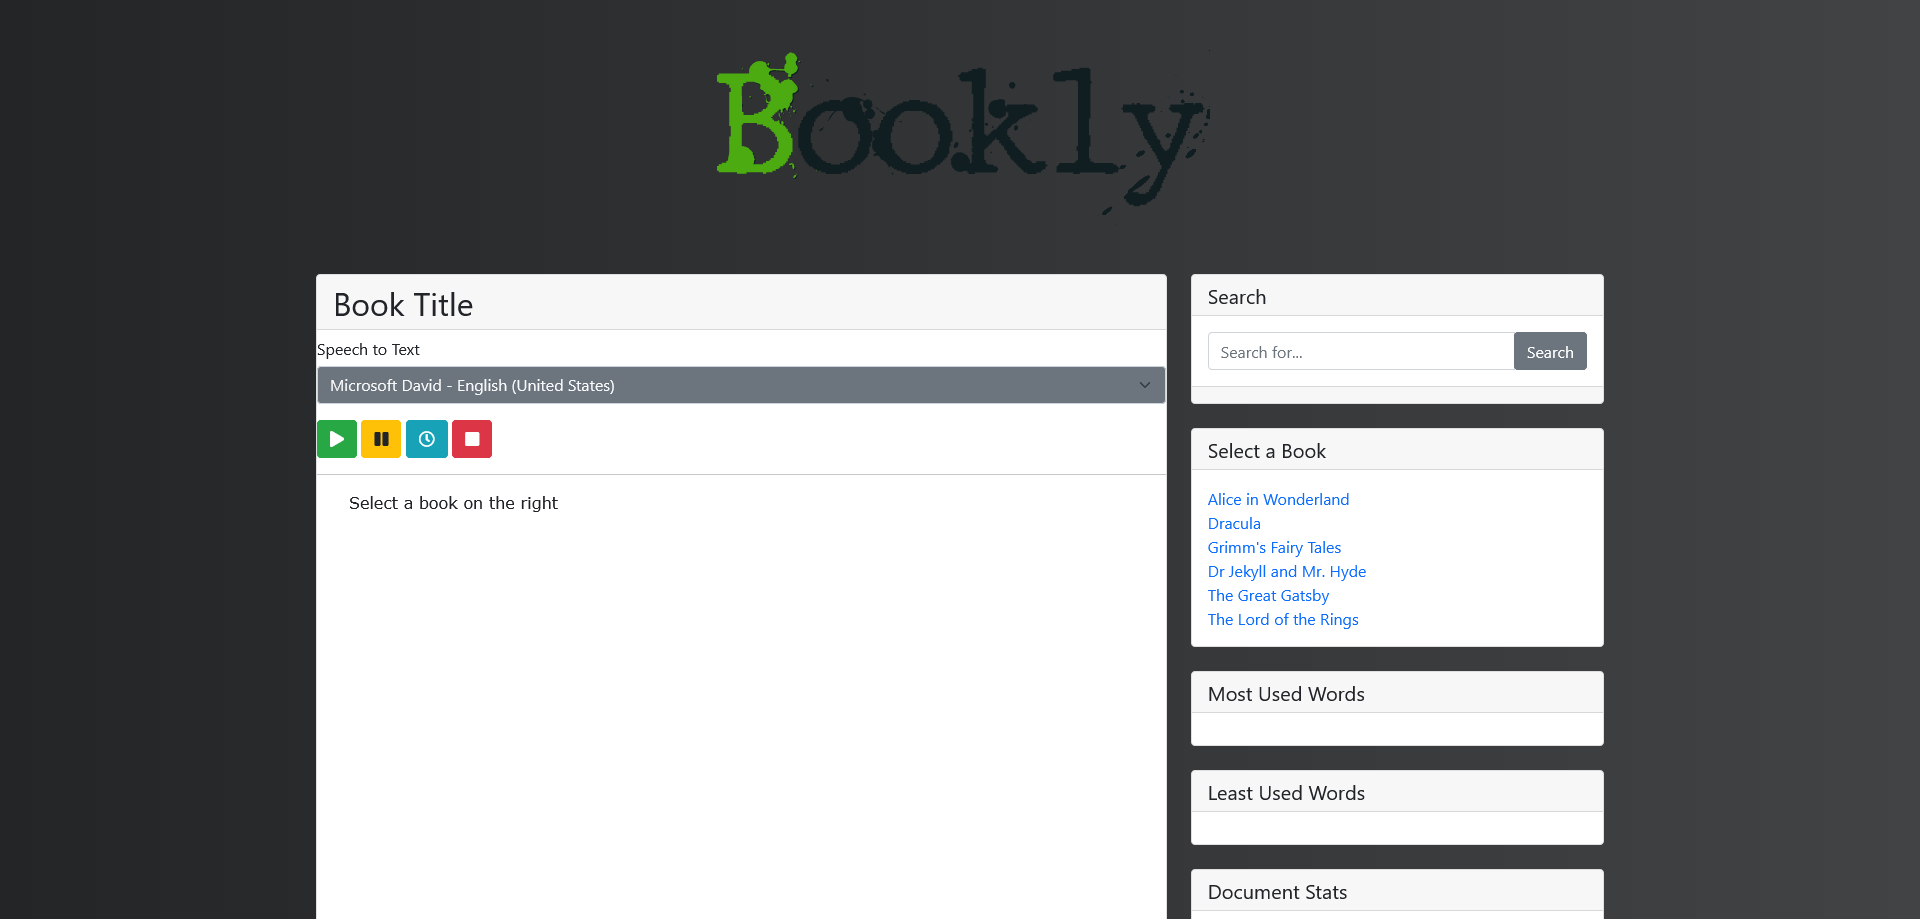 Bookly
Book Title
Speech to Text
Microsoft David - English (United States)
Select a book on the right
Search
Search for...
Search
Select a Book
Alice in Wonderland
Dracula
Grimm's Fairy Tales
Dr Jekyll and Mr. Hyde
The Great Gatsby
The Lord of the Rings
Most Used Words
Least Used Words
Document Stats